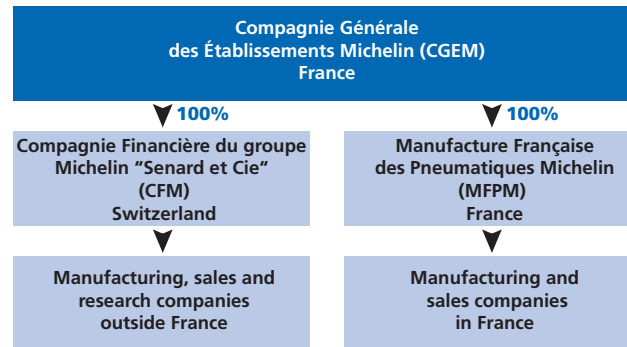 Compagnie Générale
des Établissements Michelin (CGEM)
France
100%
100%
Compagnie Financière du groupe
Michelin “Senard et Cie“
(CFM)
Switzerland
Manufacture Française
des Pneumatiques Michelin
(MFPM)
France
Manufacturing, sales and
research companies
outside France
Manufacturing and
sales companies
in France